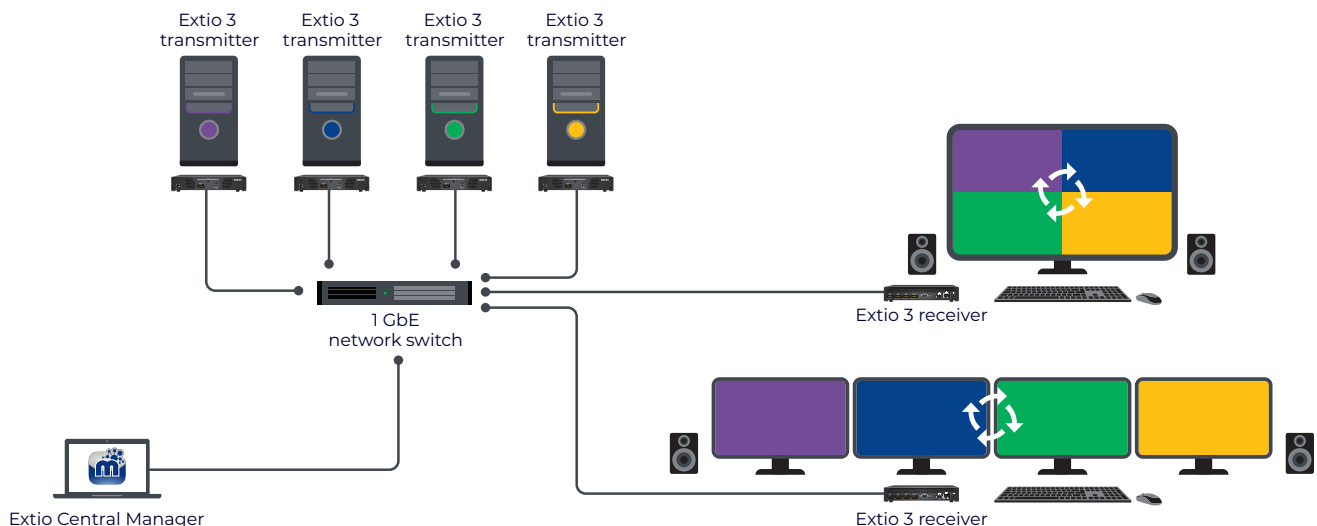 Extio 3
transmitter
Extio 3
transmitter
Extio 3
transmitter
Extio 3
transmitter
1 GbE
network switch
Extio 3 receiver
Extio 3 receiver
m
Extio Central Manager